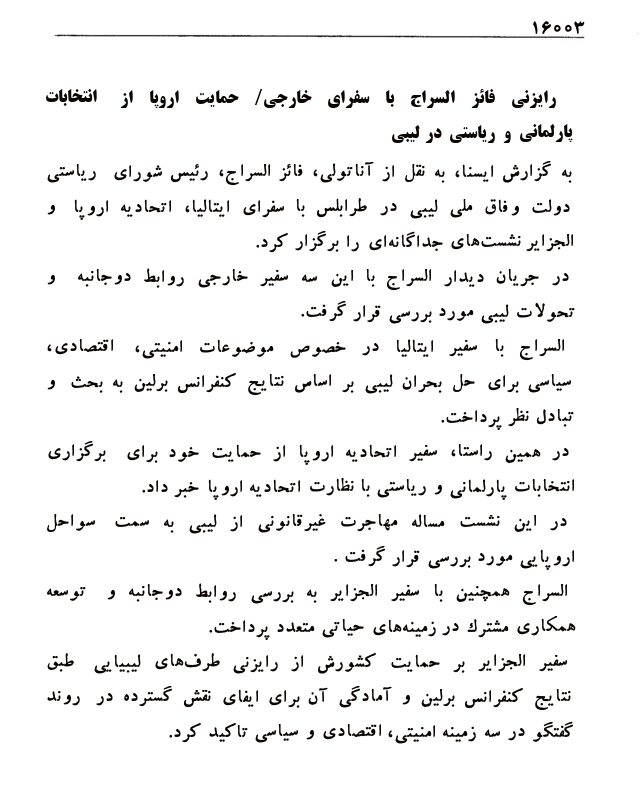 ۱۶۰۰۳
رایزنی فائز السراج با سفرای خارجی/ حمایت اروپا از انتخابات
پارلمانی و ریاستی در لیبی
به گزارش ایسنا، به نقل از آناتولی، فائز السراج، رئیس شورای ریاستی
دولت وفاق ملی لیبی در طرابلس با سفرای ایتالیا، اتحادیه اروپا و
الجزایر نشست‌های جداگانه‌ای را برگزار کرد.
در جریان دیدار السراج با این سه سفیر خارجی روابط دوجانبه و
تحولات لیبی مورد بررسی قرار گرفت.
السراج با سفیر ایتالیا در خصوص موضوعات امنیتی، اقتصادی،
سیاسی برای حل بحران لیبی بر اساس نتایج کنفرانس برلین به بحث و
تبادل نظر پرداخت.
در همین راستا، سفیر اتحادیه اروپا از حمایت خود برای برگزاری
انتخابات پارلمانی و ریاستی با نظارت اتحادیه اروپا خبر داد.
در این نشست مساله مهاجرت غیرقانونی از لیبی به سمت سواحل
اروپایی مورد بررسی قرار گرفت .
السراج همچنین با سفیر الجزایر به بررسی روابط دوجانبه و توسعه
همکاری مشترك در زمینه‌های حیاتی متعدد پرداخت.
سفیر الجزایر بر حمایت کشورش از رایزنی طرف‌های لیبیایی طبق
نتایج کنفرانس برلین و آمادگی آن برای ایفای نقش گسترده در روند
گفتگو در سه زمینه امنیتی، اقتصادی و سیاسی تاکید کرد.